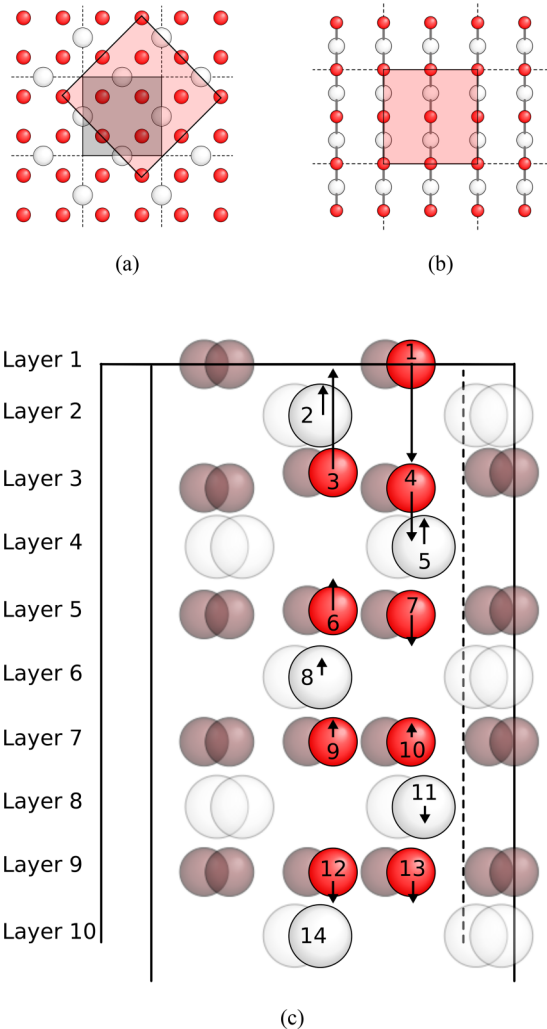 (a)
(b)
Layer 1
1
Layer 2
2
Layer 3
3
4
Layer 4
5
Layer 5
6
7
Layer 6
8
Layer 7
9
10
Layer 8
11
Layer 9
12
13
Layer 10
14
(c)